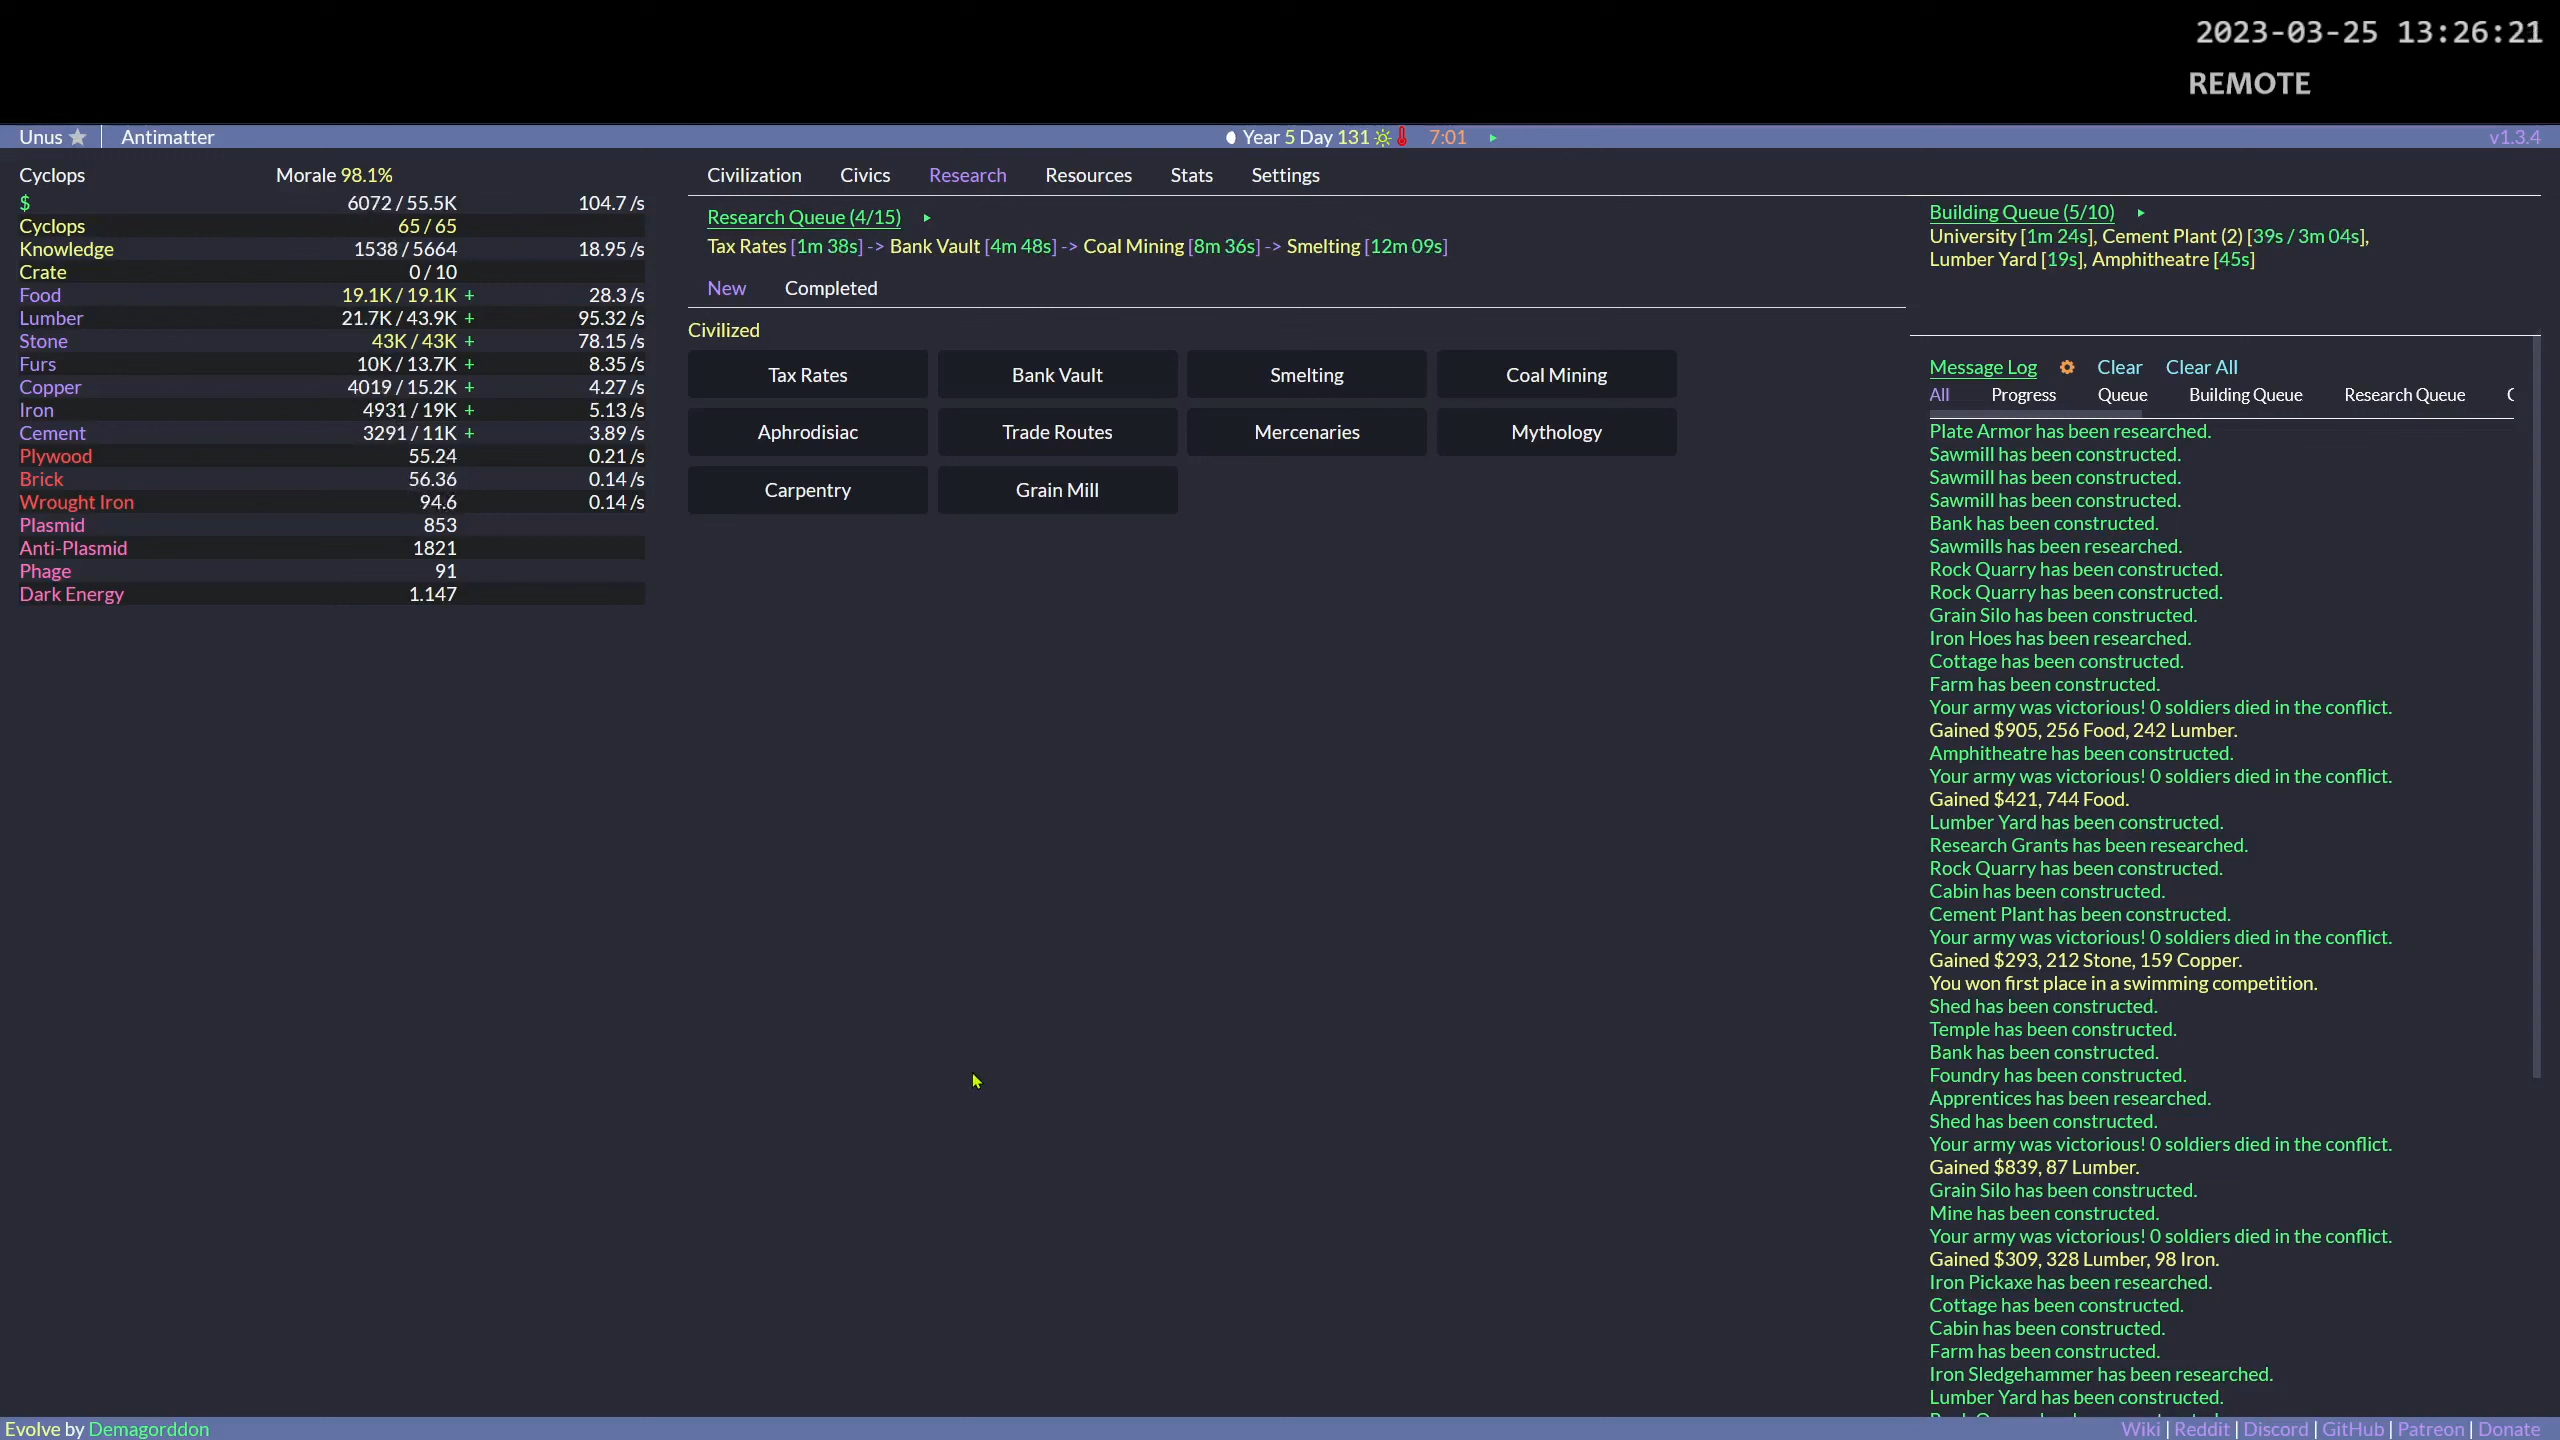 2023-03-25 13:26:21
REMOTE
Unus | Antimatter
Year 5 Day 131 7:01
v1.3.4
Cyclops Morale 98.1%
$ 6072 / 55.5K 104.7 /s
Cyclops 65 / 65
Knowledge 1538 / 5664 18.95 /s
Crate 0 / 10
Food 19.1K / 19.1K + 28.3 /s
Lumber 21.7K / 43.9K + 95.32 /s
Stone 43K / 43K + 78.15 /s
Furs 10K / 13.7K + 8.35 /s
Copper 4019 / 15.2K + 4.27 /s
Iron 4931 / 19K + 5.13 /s
Cement 3291 / 11K + 3.89 /s
Plywood 55.24 0.21 /s
Brick 56.36 0.14 /s
Wrought Iron 94.6 0.14 /s
Plasmid 853
Anti-Plasmid 1821
Phage 91
Dark Energy 1.147
Civilization Civics Research Resources Stats Settings
Research Queue (4/15)
Tax Rates [1m 38s] -> Bank Vault [4m 48s] -> Coal Mining [8m 36s] -> Smelting [12m 09s]
New Completed
Civilized
Tax Rates Bank Vault Smelting Coal Mining
Aphrodisiac Trade Routes Mercenaries Mythology
Carpentry Grain Mill
Building Queue (5/10)
University [1m 24s], Cement Plant (2) [39s / 3m 04s],
Lumber Yard [19s], Amphitheatre [45s]
Message Log Clear Clear All
All Progress Queue Building Queue Research Queue
Plate Armor has been researched.
Sawmill has been constructed.
Sawmill has been constructed.
Sawmill has been constructed.
Bank has been constructed.
Sawmills has been researched.
Rock Quarry has been constructed.
Rock Quarry has been constructed.
Grain Silo has been constructed.
Iron Hoes has been researched.
Cottage has been constructed.
Farm has been constructed.
Your army was victorious! 0 soldiers died in the conflict.
Gained $905, 256 Food, 242 Lumber.
Amphitheatre has been constructed.
Your army was victorious! 0 soldiers died in the conflict.
Gained $421, 744 Food.
Lumber Yard has been constructed.
Research Grants has been researched.
Rock Quarry has been constructed.
Cabin has been constructed.
Cement Plant has been constructed.
Your army was victorious! 0 soldiers died in the conflict.
Gained $293, 212 Stone, 159 Copper.
You won first place in a swimming competition.
Shed has been constructed.
Temple has been constructed.
Bank has been constructed.
Foundry has been constructed.
Apprentices has been researched.
Shed has been constructed.
Your army was victorious! 0 soldiers died in the conflict.
Gained $839, 87 Lumber.
Grain Silo has been constructed.
Mine has been constructed.
Your army was victorious! 0 soldiers died in the conflict.
Gained $309, 328 Lumber, 98 Iron.
Iron Pickaxe has been researched.
Cottage has been constructed.
Cabin has been constructed.
Farm has been constructed.
Iron Sledgehammer has been researched.
Lumber Yard has been constructed.
Evolve by Demagorddon
Wiki | Reddit | Discord | GitHub | Patreon | Donate